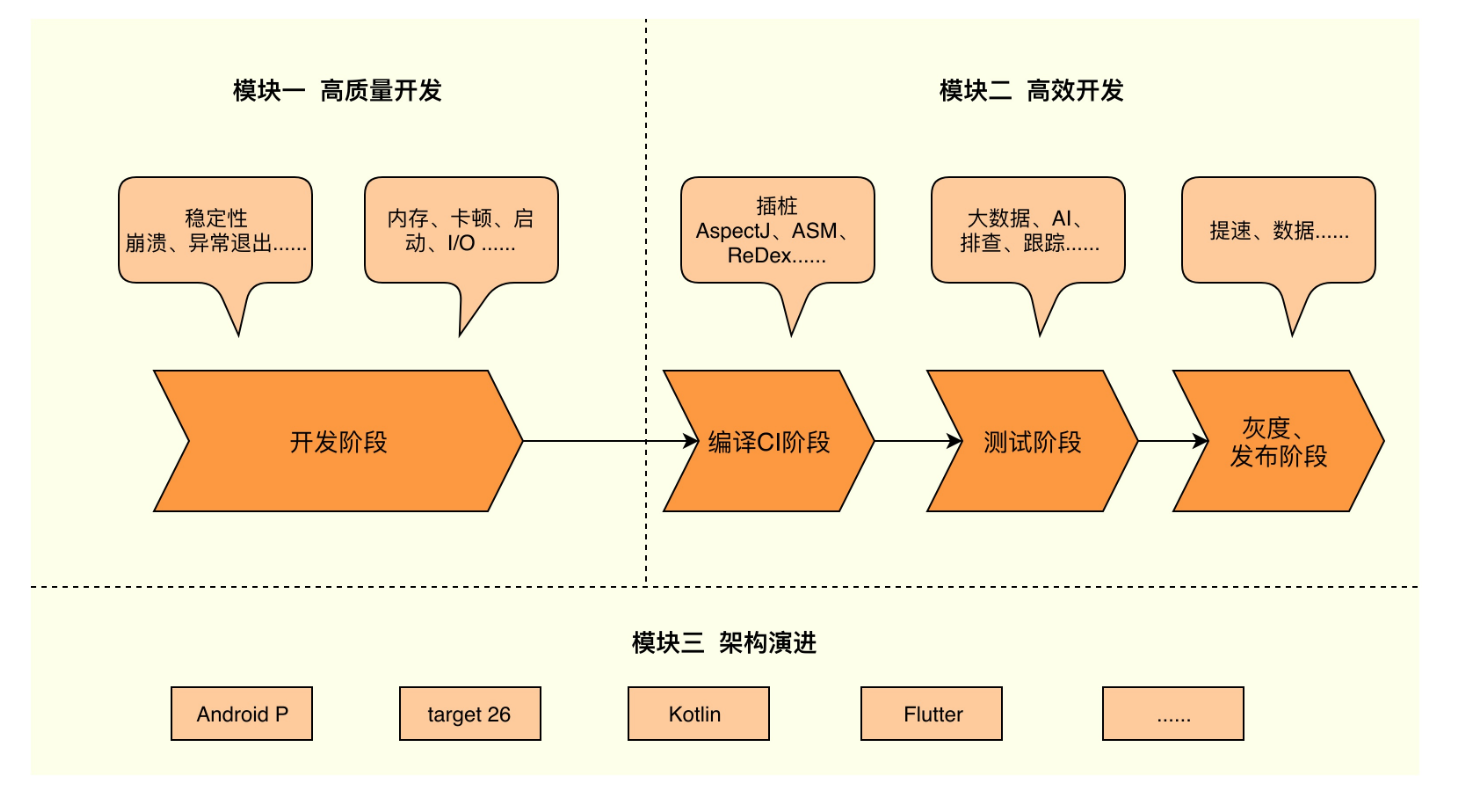 模块一 高质量开发
稳定性
崩溃、异常退出......
内存、卡顿、启
动、I/O ......
开发阶段
模块二 高效开发
插桩
AspectJ、ASM、
ReDex......
大数据、AI、
排查、跟踪......
提速、数据......
编译CI阶段
测试阶段
灰度、
发布阶段
模块三 架构演进
Android P
target 26
Kotlin
Flutter
......